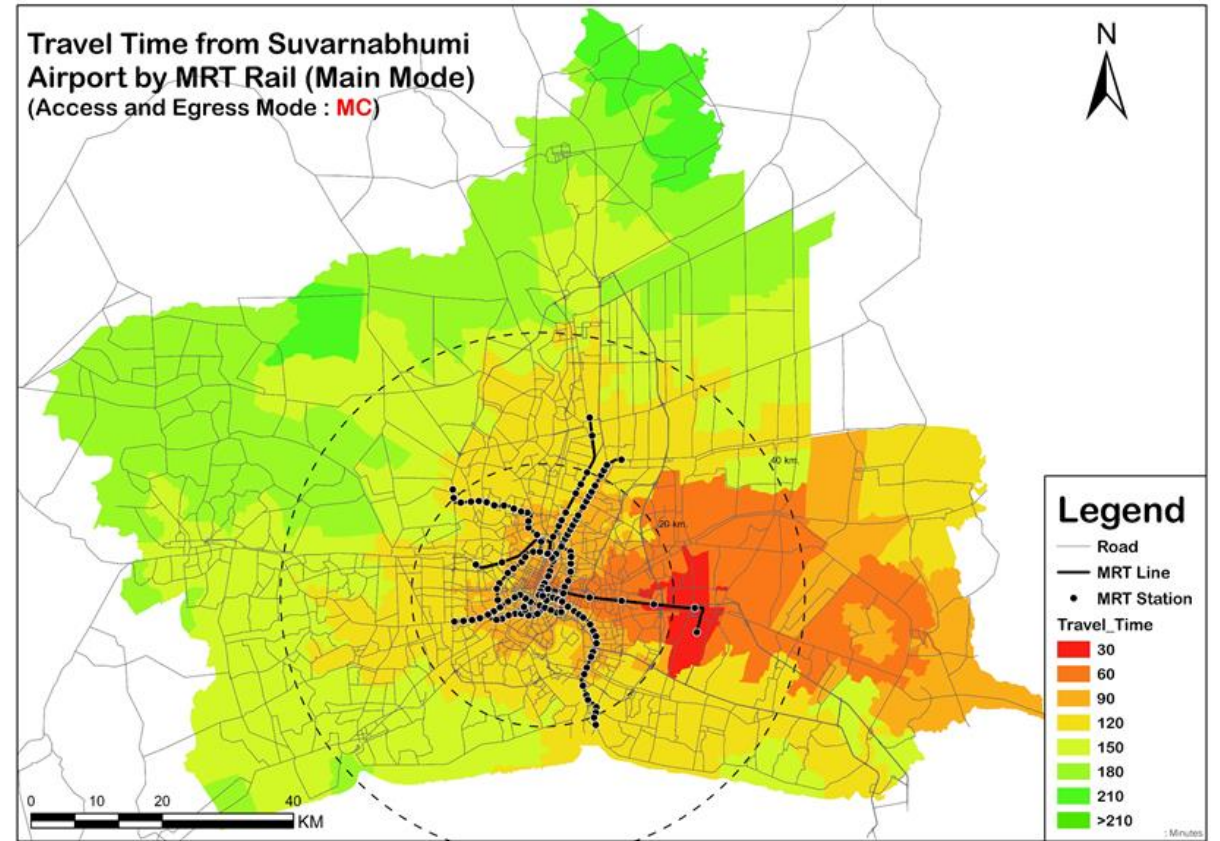 Travel Time from Suvarnabhumi
Airport by MRT Rail (Main Mode)
(Access and Egress Mode : MC)
N
40 km.
20 km.
Legend
Road
MRT Line
MRT Station
Travel_Time
30
60
90
120
150
180
210
>210
: Minutes
0 10 20 40
KM